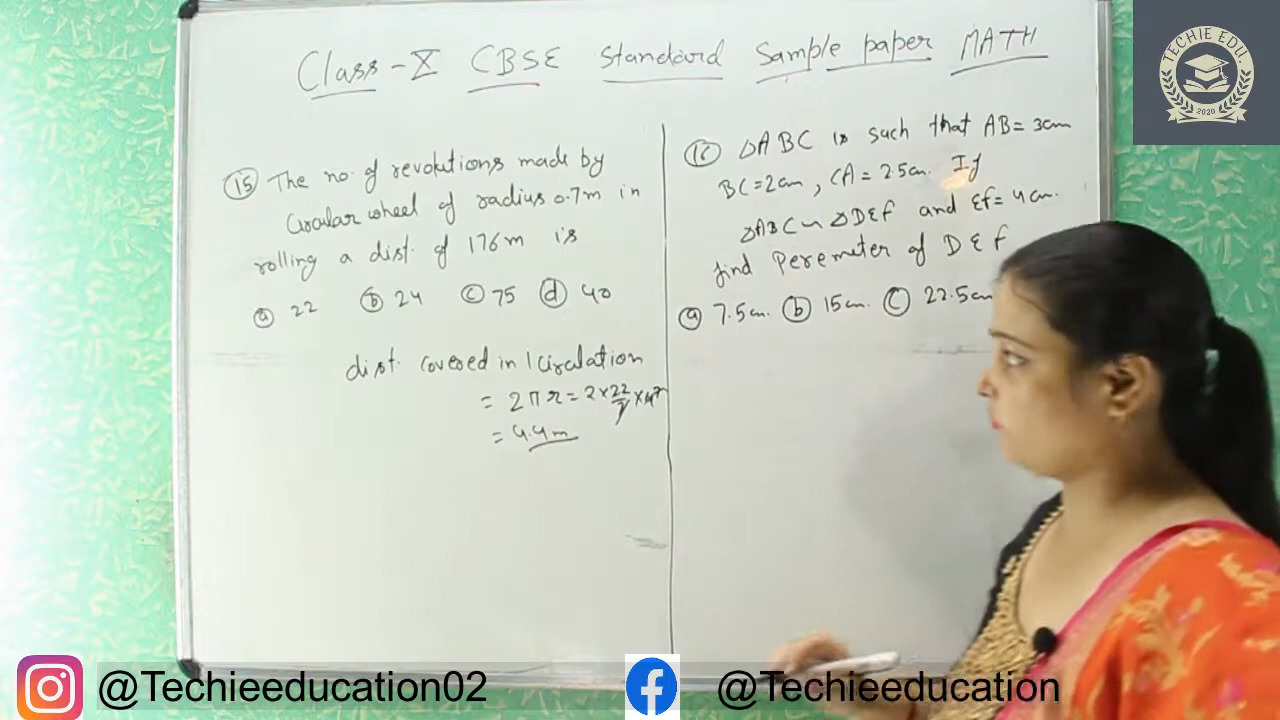 Class - X CBSE Standard Sample paper MATH
TECHIE EDU.
2020
(15) The no. of revolutions made by
Circular wheel of radius 0.7m in
rolling a dist. of 176m is
(a) 22 (b) 24 (c) 75 (d) 40
dist. covered in 1 circulation
= 2πr = 2×22/7×
= 4.4m
(16) ΔABC is such that AB = 3cm
BC = 2cm, CA = 2.5cm. If
ΔABC ~ ΔDEF and EF = 4cm.
find Peremeter of DEF
(a) 7.5cm. (b) 15cm. (c) 22.5cm
@Techieeducation02
@Techieeducation